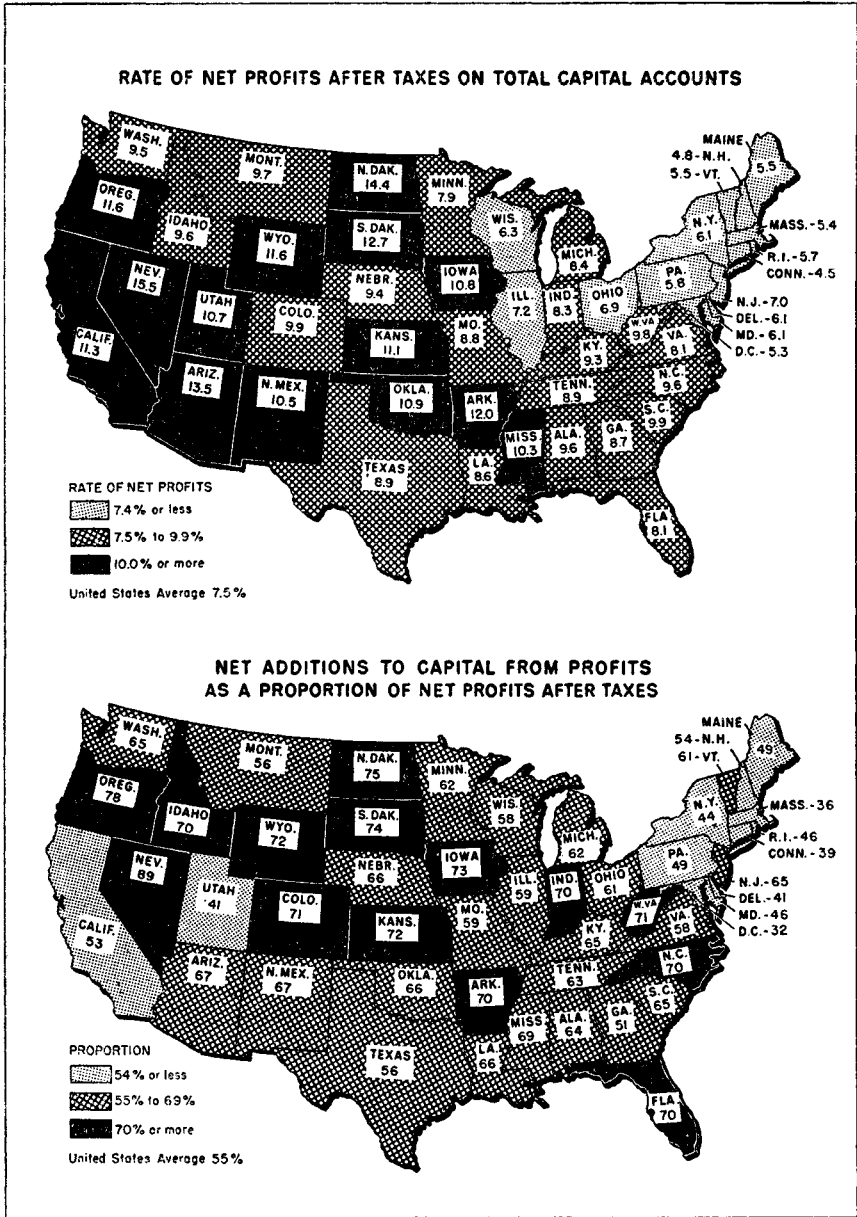 RATE OF NET PROFITS AFTER TAXES ON TOTAL CAPITAL ACCOUNTS
WASH.
9.5
MONT.
9.7
N.DAK.
14.4
MINN.
7.9
MAINE
5.5
4.8-N.H.
5.5-VT.
OREG.
11.6
IDAHO
9.6
WYO.
11.6
S.DAK.
12.7
WIS.
6.3
MICH.
8.4
N.Y.
6.1
MASS.-5.4
R.I.-5.7
CONN.-4.5
NEV.
15.5
UTAH
10.7
COLO.
9.9
NEBR.
9.4
IOWA
10.8
ILL.
7.2
IND.
8.3
OHIO
6.9
PA.
5.8
N.J.-7.0
DEL.-6.1
MD.-6.1
D.C.-5.3
CALIF.
11.3
KANS.
11.1
MO.
8.8
KY.
9.3
W.VA
9.8
VA.
8.1
ARIZ.
13.5
N.MEX.
10.5
OKLA.
10.9
ARK.
12.0
TENN.
8.9
N.C.
9.6
S.C.
9.9
TEXAS
8.9
LA.
8.6
MISS.
10.3
ALA.
9.6
GA.
8.7
FLA
8.1
RATE OF NET PROFITS
7.4% or less
7.5% to 9.9%
10.0% or more
United States Average 7.5%
NET ADDITIONS TO CAPITAL FROM PROFITS
AS A PROPORTION OF NET PROFITS AFTER TAXES
WASH.
65
MONT.
56
N.DAK.
75
MINN.
62
MAINE
49
54-N.H.
61-VT.
OREG.
78
IDAHO
70
WYO.
72
S.DAK.
74
WIS.
58
MICH.
62
N.Y.
44
MASS.-36
R.I.-46
CONN.-39
NEV.
89
UTAH
41
COLO.
71
NEBR.
66
IOWA
73
ILL.
59
IND.
70
OHIO
61
PA.
49
N.J.-65
DEL.-41
MD.-46
D.C.-32
CALIF.
53
KANS.
72
MO.
59
KY.
65
W.VA
71
VA.
58
ARIZ.
67
N.MEX.
67
OKLA.
66
ARK.
70
TENN.
63
N.C.
70
S.C.
65
TEXAS
56
LA.
66
MISS.
69
ALA.
64
GA.
51
FLA.
70
PROPORTION
54% or less
55% to 69%
70% or more
United States Average 55%